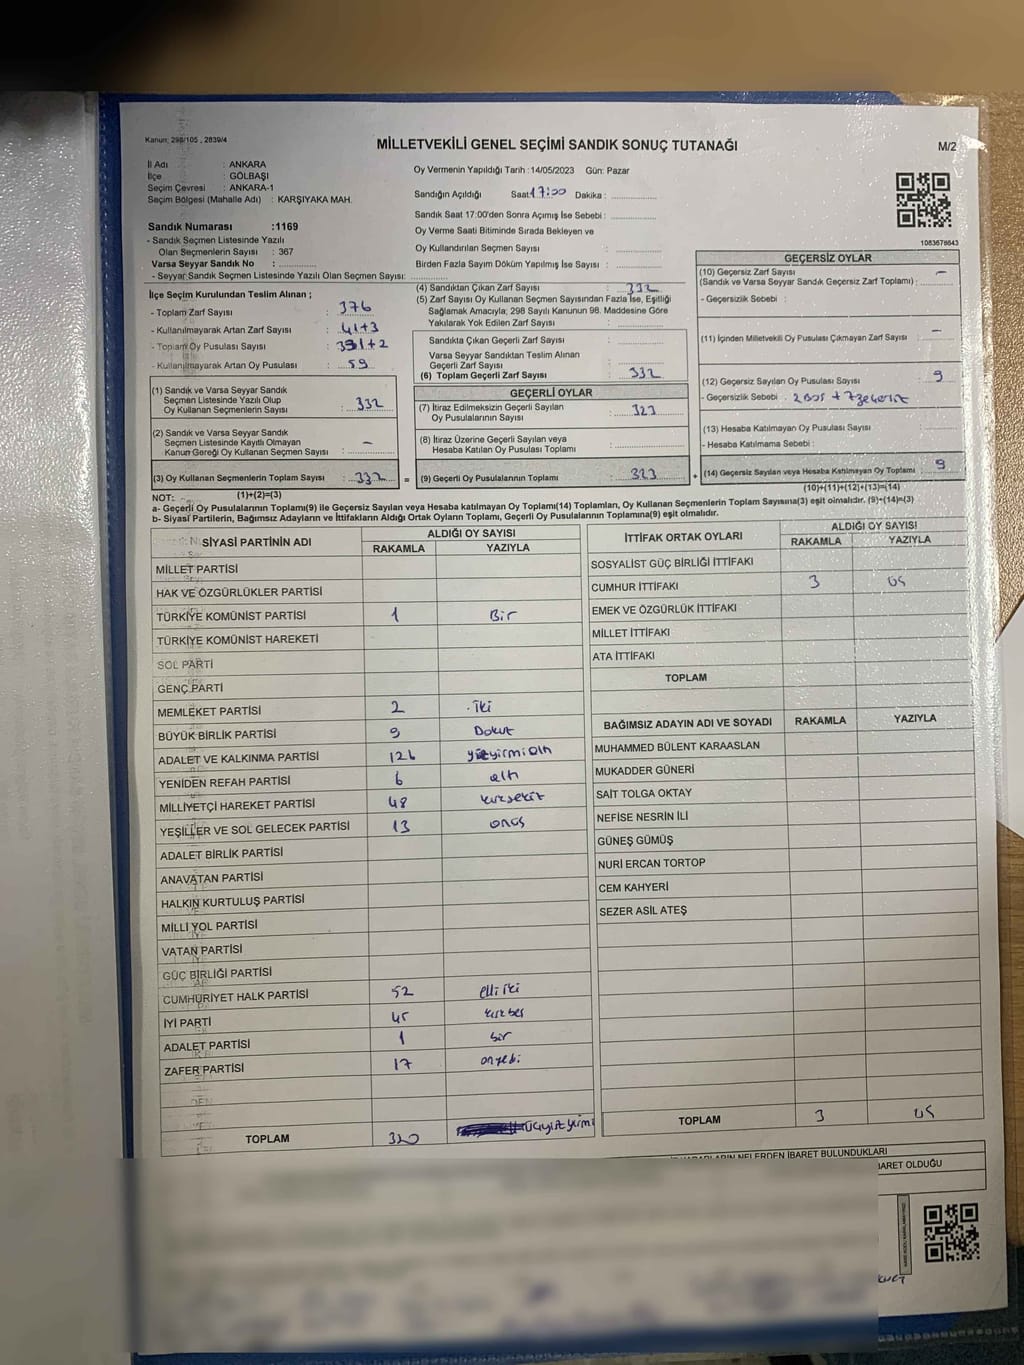 Kanun: 298/105 , 2839/4
MİLLETVEKİLİ GENEL SEÇİMİ SANDIK SONUÇ TUTANAĞI
M/2
İl Adı : ANKARA
İlçe : GÖLBAŞI
Seçim Çevresi : ANKARA-1
Seçim Bölgesi (Mahalle Adı) : KARŞIYAKA MAH.
Sandık Numarası :1169
- Sandık Seçmen Listesinde Yazılı
Olan Seçmenlerin Sayısı : 367
Varsa Seyyar Sandık No :
- Seyyar Sandık Seçmen Listesinde Yazılı Olan Seçmen Sayısı:
Oy Vermenin Yapıldığı Tarih : 14/05/2023 Gün: Pazar
Sandığın Açıldığı Saat 17:00 Dakika :
Sandık Saat 17:00'den Sonra Açımış İse Sebebi :
Oy Verme Saati Bitiminde Sırada Bekleyen ve
Oy Kullandırılan Seçmen Sayısı :
Birden Fazla Sayım Döküm Yapılmış İse Sayısı :
1083676643
İlçe Seçim Kurulundan Teslim Alınan ;
- Toplam Zarf Sayısı : 376
- Kullanılmayarak Artan Zarf Sayısı : 41+3
- Toplam Oy Pusulası Sayısı : 391+2
- Kullanılmayarak Artan Oy Pusulası : 59
(1) Sandık ve Varsa Seyyar Sandık
Seçmen Listesinde Yazılı Olup
Oy Kullanan Seçmenlerin Sayısı : 332
(2) Sandık ve Varsa Seyyar Sandık
Seçmen Listesinde Kayıtlı Olmayan
Kanun Gereği Oy Kullanan Seçmen Sayısı : -
(3) Oy Kullanan Seçmenlerin Toplam Sayısı : 332
(1)+(2)=(3)
(4) Sandıktan Çıkan Zarf Sayısı : 332
(5) Zarf Sayısı Oy Kullanan Seçmen Sayısından Fazla İse, Eşitliği
Sağlamak Amacıyla; 298 Sayılı Kanunun 98. Maddesine Göre
Yakılarak Yok Edilen Zarf Sayısı :
Sandıkta Çıkan Geçerli Zarf Sayısı :
Varsa Seyyar Sandıktan Teslim Alınan
Geçerli Zarf Sayısı :
(6) Toplam Geçerli Zarf Sayısı : 332
GEÇERLİ OYLAR
(7) İtiraz Edilmeksizin Geçerli Sayılan
Oy Pusulalarının Sayısı : 323
(8) İtiraz Üzerine Geçerli Sayılan veya
Hesaba Katılan Oy Pusulası Toplamı :
= (9) Geçerli Oy Pusulalarının Toplamı : 323
GEÇERSİZ OYLAR
(10) Geçersiz Zarf Sayısı -
(Sandık ve Varsa Seyyar Sandık Geçersiz Zarf Toplamı) :
- Geçersizlik Sebebi :
(11) İçinden Milletvekili Oy Pusulası Çıkmayan Zarf Sayısı -
(12) Geçersiz Sayılan Oy Pusulası Sayısı : 9
- Geçersizlik Sebebi :
(13) Hesaba Katılmayan Oy Pusulası Sayısı :
- Hesaba Katılmama Sebebi :
+ (14) Geçersiz Sayılan veya Hesaba Katılmayan Oy Toplamı : 9
(10)+(11)+(12)+(13)=(14)
NOT:
a- Geçerli Oy Pusulalarının Toplamı(9) ile Geçersiz Sayılan veya Hesaba katılmayan Oy Toplamı(14) Toplamları, Oy Kullanan Seçmenlerin Toplam Sayısına(3) eşit olmalıdır. (9)+(14)=(3)
b- Siyasi Partilerin, Bağımsız Adayların ve İttifakların Aldığı Ortak Oyların Toplamı, Geçerli Oy Pusulalarının Toplamına(9) eşit olmalıdır.
SİYASİ PARTİNİN ADI ALDIĞI OY SAYISI
RAKAMLA YAZIYLA
MİLLET PARTİSİ
HAK VE ÖZGÜRLÜKLER PARTİSİ
TÜRKİYE KOMÜNİST PARTİSİ 1 Bir
TÜRKİYE KOMÜNİST HAREKETİ
SOL PARTİ
GENÇ PARTİ
MEMLEKET PARTİSİ 2 iki
BÜYÜK BİRLİK PARTİSİ 9 Dokuz
ADALET VE KALKINMA PARTİSİ 126 yüzyirmialtı
YENİDEN REFAH PARTİSİ 6 altı
MİLLİYETÇİ HAREKET PARTİSİ 48 kırksekiz
YEŞİLLER VE SOL GELECEK PARTİSİ 13 onüç
ADALET BİRLİK PARTİSİ
ANAVATAN PARTİSİ
HALKIN KURTULUŞ PARTİSİ
MİLLİ YOL PARTİSİ
VATAN PARTİSİ
GÜÇ BİRLİĞİ PARTİSİ
CUMHURİYET HALK PARTİSİ 52 elli iki
İYİ PARTİ 45 kırkbeş
ADALET PARTİSİ 1 bir
ZAFER PARTİSİ 17 onyedi
TOPLAM 320 üçyüzyirmi
İTTİFAK ORTAK OYLARI ALDIĞI OY SAYISI
RAKAMLA YAZIYLA
SOSYALİST GÜÇ BİRLİĞİ İTTİFAKI
CUMHUR İTTİFAKI 3 üç
EMEK VE ÖZGÜRLÜK İTTİFAKI
MİLLET İTTİFAKI
ATA İTTİFAKI
TOPLAM
BAĞIMSIZ ADAYIN ADI VE SOYADI RAKAMLA YAZIYLA
MUHAMMED BÜLENT KARAASLAN
MUKADDER GÜNERİ
SAİT TOLGA OKTAY
NEFİSE NESRİN İLİ
GÜNEŞ GÜMÜŞ
NURİ ERCAN TORTOP
CEM KAHYERİ
SEZER ASİL ATEŞ
TOPLAM 3 üç
NELERDEN İBARET BULUNDUKLARI
İBARET OLDUĞU